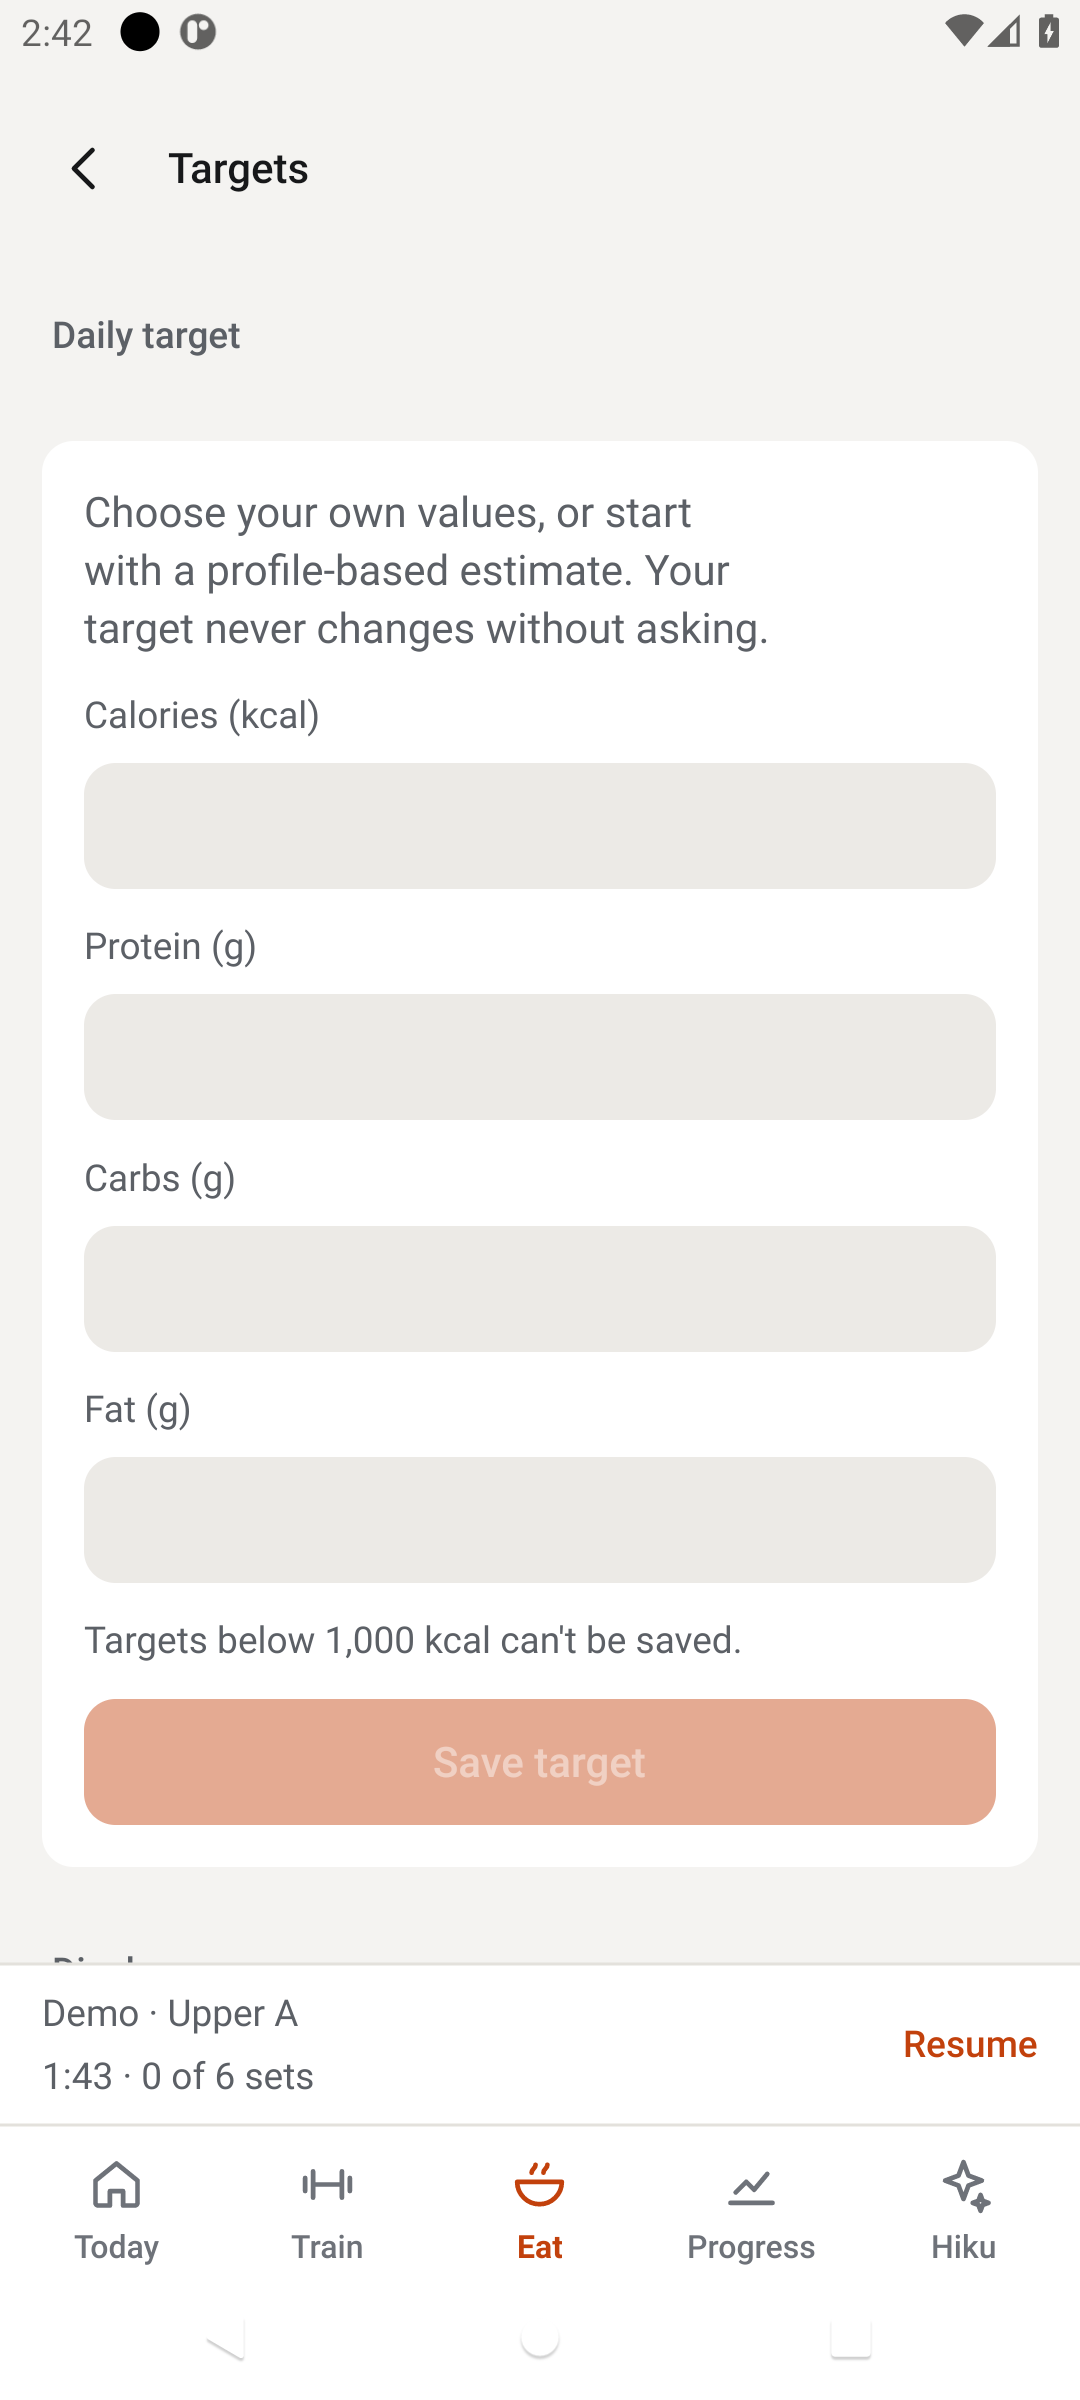 2:42
Targets
Daily target
Choose your own values, or start
with a profile-based estimate. Your
target never changes without asking.
Calories (kcal)
Protein (g)
Carbs (g)
Fat (g)
Targets below 1,000 kcal can't be saved.
Save target
Demo · Upper A
1:43 · 0 of 6 sets
Resume
Today
Train
Eat
Progress
Hiku